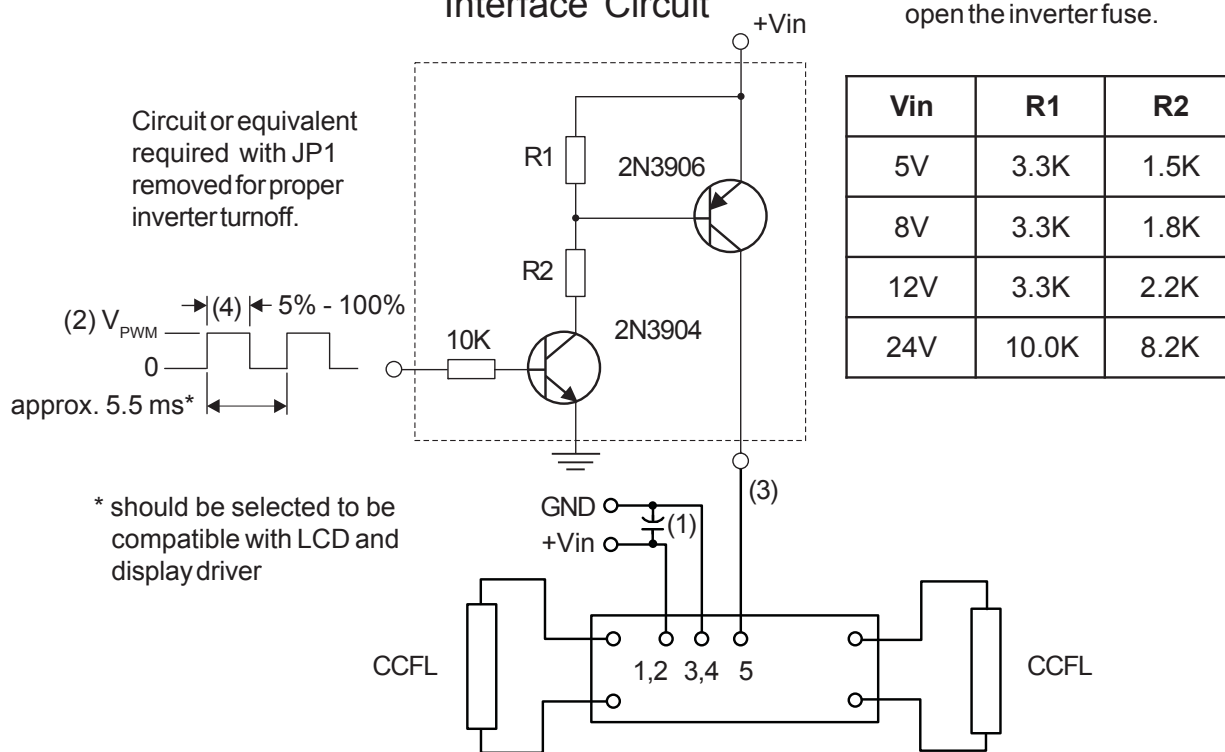 Interface Circuit
open the inverter fuse.
+Vin
Circuit or equivalent
required with JP1
removed for proper
inverter turnoff.
R1
2N3906
R2
2N3904
10K
(2) VPWM
(4)
5% - 100%
0
approx. 5.5 ms*
* should be selected to be
compatible with LCD and
display driver
Vin R1 R2
5V 3.3K 1.5K
8V 3.3K 1.8K
12V 3.3K 2.2K
24V 10.0K 8.2K
(3)
GND
(1)
+Vin
CCFL
1,2 3,4 5
CCFL